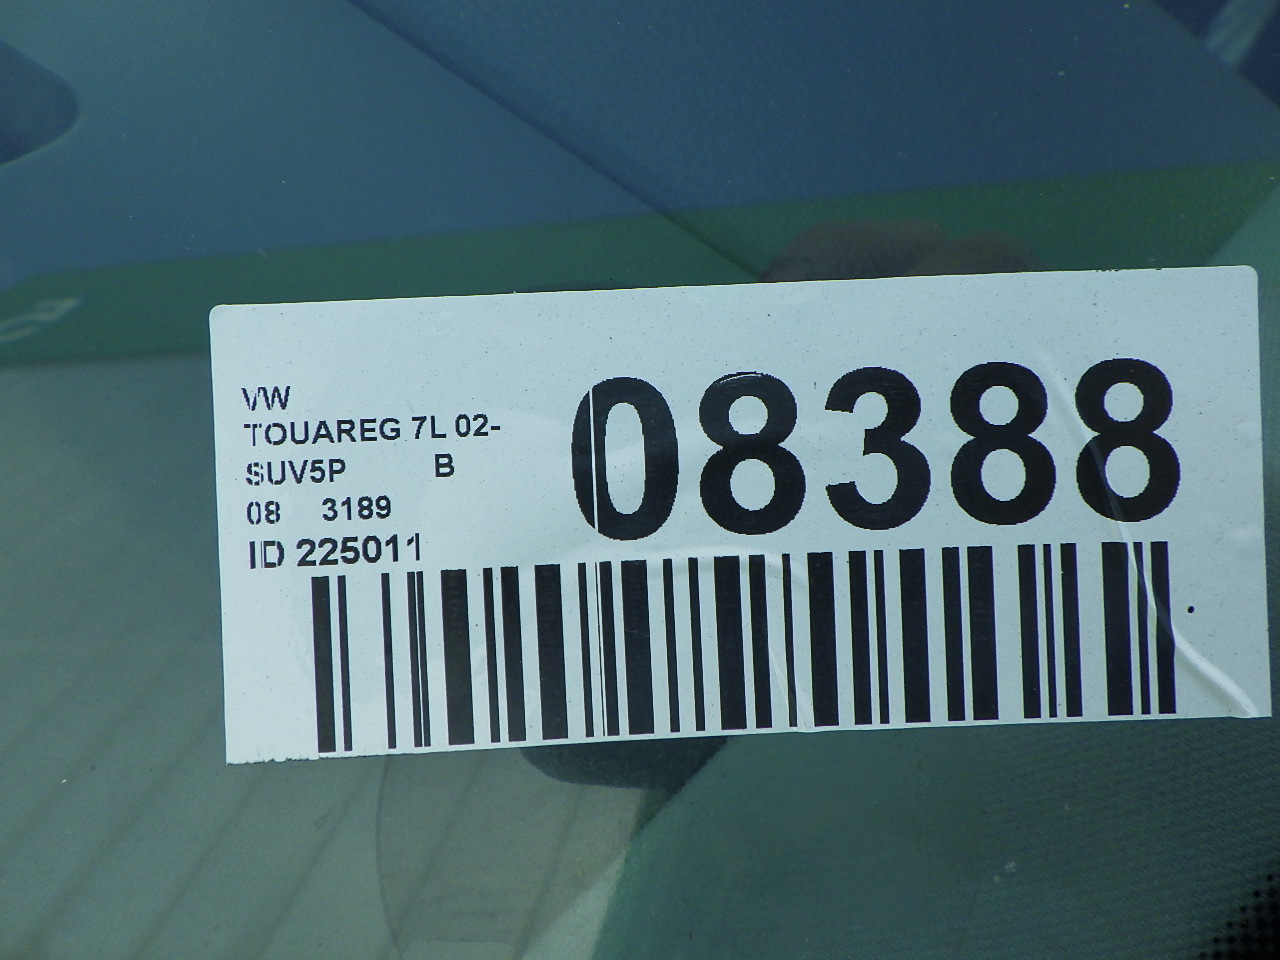 VW
TOUAREG 7L 02-
SUV5P B
08 3189
ID 225011
08388